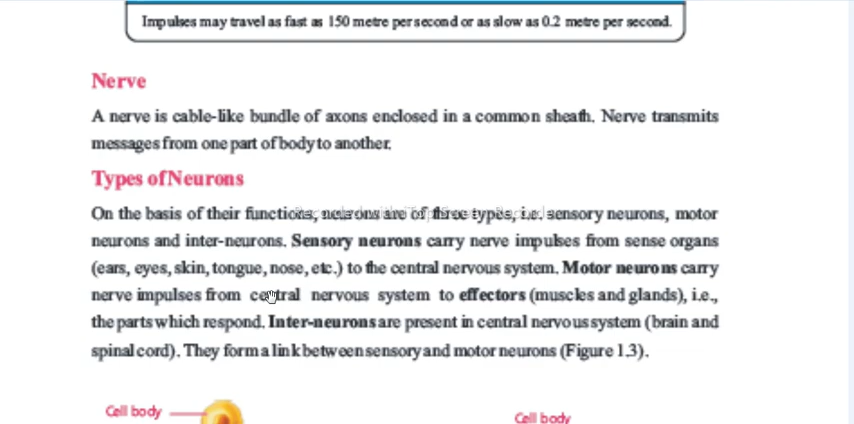 Impulses may travel as fast as 150 metre per second or as slow as 0.2 metre per second.
Nerve
A nerve is cable-like bundle of axons enclosed in a common sheath. Nerve transmits
messages from one part of body to another.
Types of Neurons
On the basis of their functions, neurons are of three types, i.e. sensory neurons, motor
neurons and inter-neurons. Sensory neurons carry nerve impulses from sense organs
(ears, eyes, skin, tongue, nose, etc.) to the central nervous system. Motor neurons carry
nerve impulses from central nervous system to effectors (muscles and glands), i.e.,
the parts which respond. Inter-neurons are present in central nervous system (brain and
spinal cord). They form a link between sensory and motor neurons (Figure 1.3).
Cell body
Cell body